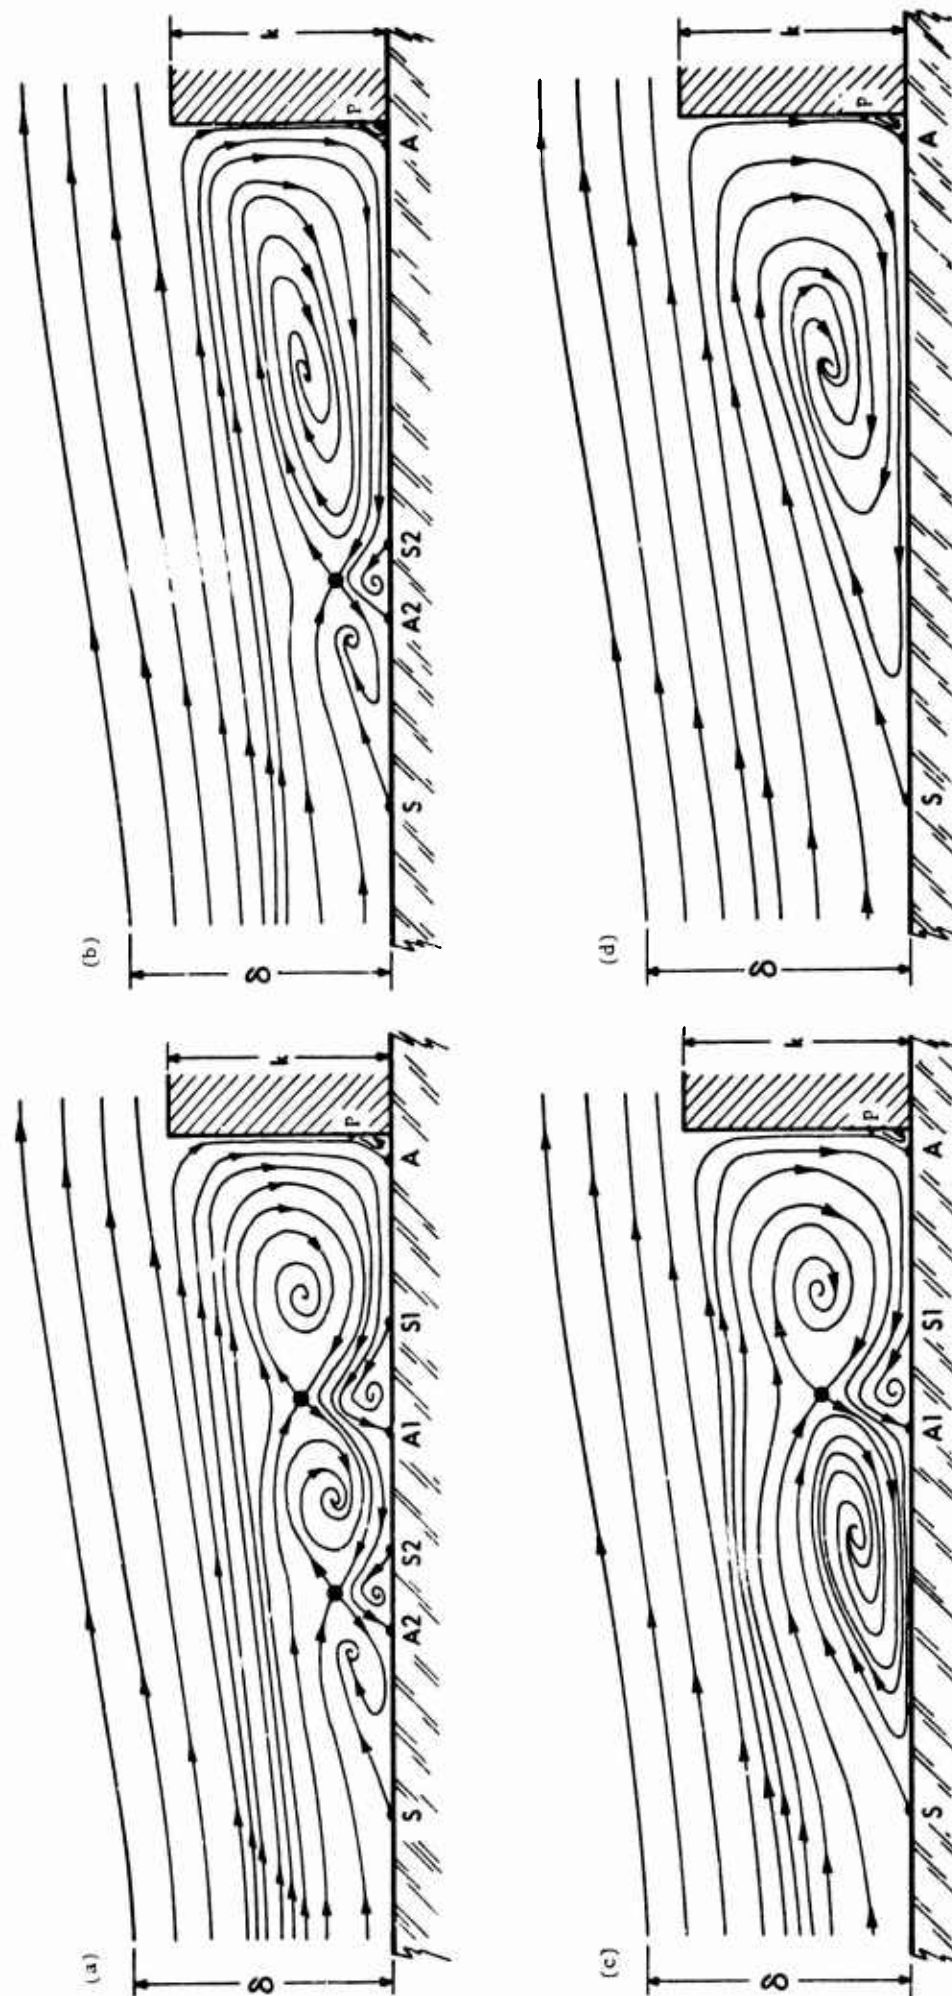 (a)
δ
k
P
S A2 S2 A1 S1 A
(b)
δ
k
P
S A2 S2 A
(c)
δ
k
P
S A1 S1 A
(d)
δ
k
P
S A